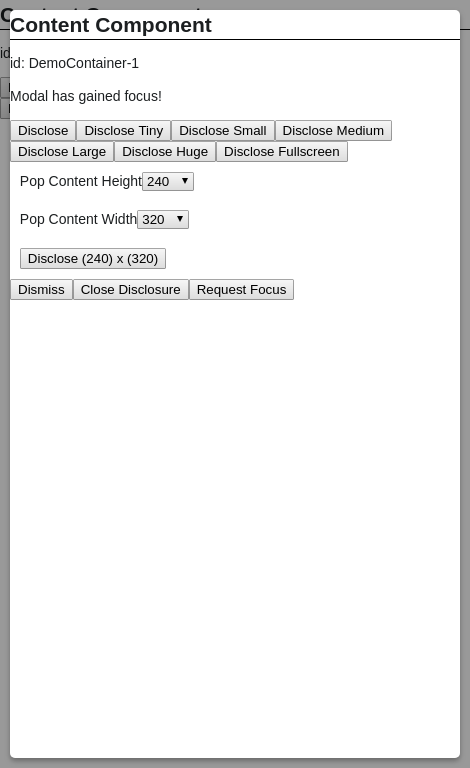 Content Component
id: DemoContainer-1
Modal has gained focus!
Disclose Disclose Tiny Disclose Small Disclose Medium
Disclose Large Disclose Huge Disclose Fullscreen
Pop Content Height 240
Pop Content Width 320
Disclose (240) x (320)
Dismiss Close Disclosure Request Focus